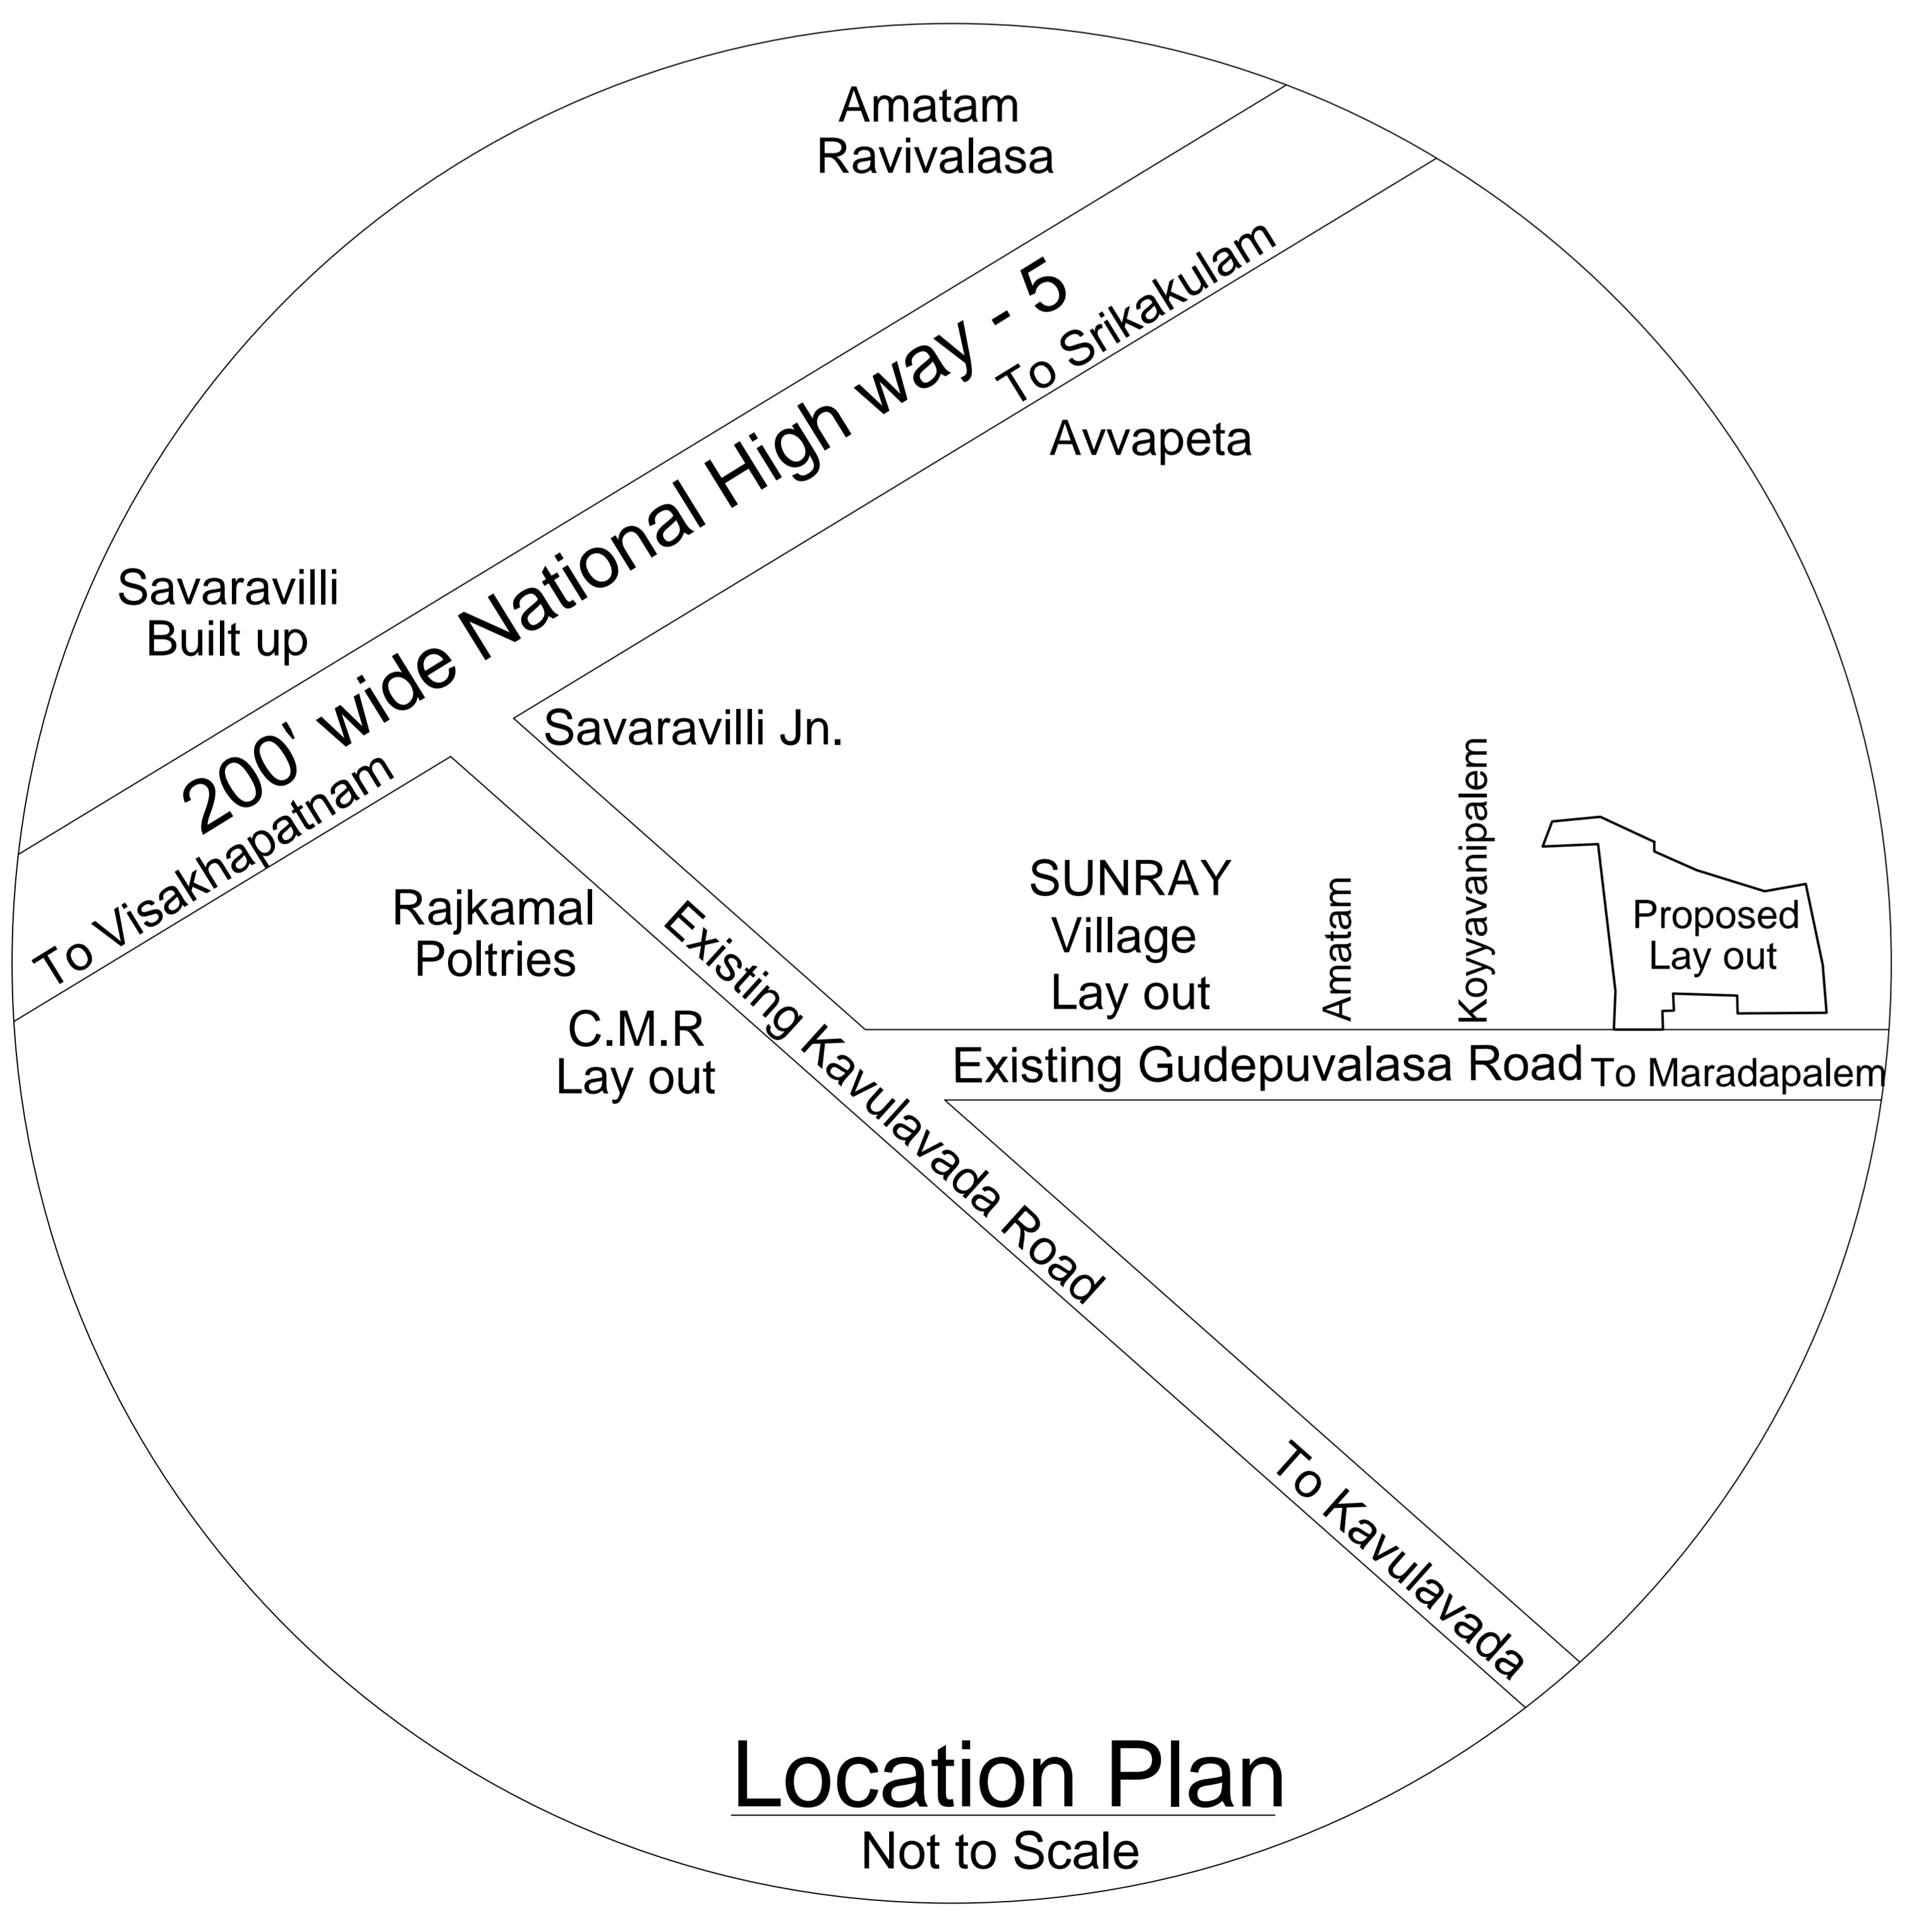 Amatam
Ravivalasa
200' wide National High way - 5
To Srikakulam
Avvapeta
Savaravilli
Built up
Savaravilli Jn.
To Visakhapatnam
Rajkamal
Poltries
C.M.R
Lay out
Existing Kavulavada Road
SUNRAY
Village
Lay out
Amatam
Koyyavanipalem
Proposed
Lay out
Existing Gudepuvalasa Road
To Maradapalem
To Kavulavada
Location Plan
Not to Scale